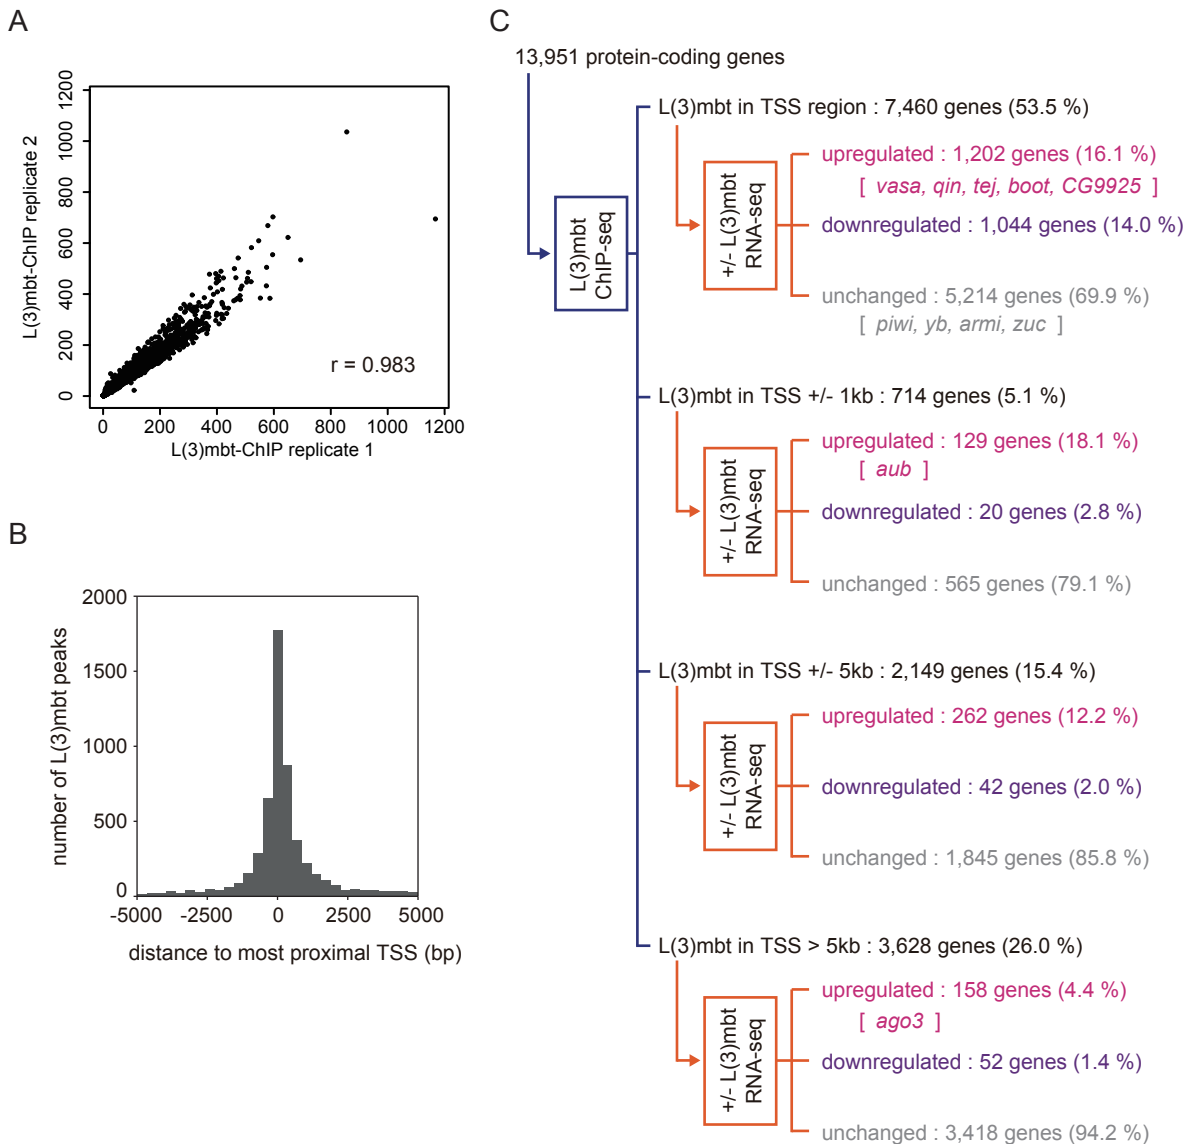 A
1200
1000
800
600
400
200
0
L(3)mbt-ChIP replicate 2
r = 0.983
0 200 400 600 800 1000 1200
L(3)mbt-ChIP replicate 1
B
2000
1500
1000
500
0
number of L(3)mbt peaks
-5000 -2500 0 2500 5000
distance to most proximal TSS (bp)
C
13,951 protein-coding genes
L(3)mbt
ChIP-seq
L(3)mbt in TSS region : 7,460 genes (53.5 %)
+/- L(3)mbt
RNA-seq
upregulated : 1,202 genes (16.1 %)
[ vasa, qin, tej, boot, CG9925 ]
downregulated : 1,044 genes (14.0 %)
unchanged : 5,214 genes (69.9 %)
[ piwi, yb, armi, zuc ]
L(3)mbt in TSS +/- 1kb : 714 genes (5.1 %)
+/- L(3)mbt
RNA-seq
upregulated : 129 genes (18.1 %)
[ aub ]
downregulated : 20 genes (2.8 %)
unchanged : 565 genes (79.1 %)
L(3)mbt in TSS +/- 5kb : 2,149 genes (15.4 %)
+/- L(3)mbt
RNA-seq
upregulated : 262 genes (12.2 %)
downregulated : 42 genes (2.0 %)
unchanged : 1,845 genes (85.8 %)
L(3)mbt in TSS > 5kb : 3,628 genes (26.0 %)
+/- L(3)mbt
RNA-seq
upregulated : 158 genes (4.4 %)
[ ago3 ]
downregulated : 52 genes (1.4 %)
unchanged : 3,418 genes (94.2 %)